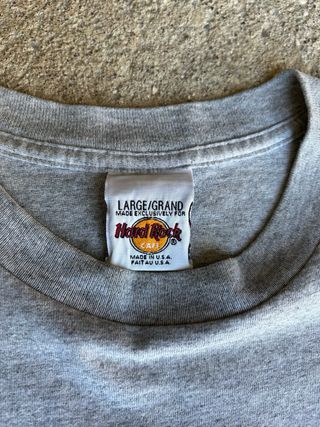 LARGE/GRAND
MADE EXCLUSIVELY FOR
Hard Rock
CAFE
®
MADE IN U.S.A.
FAIT AU U.S.A.